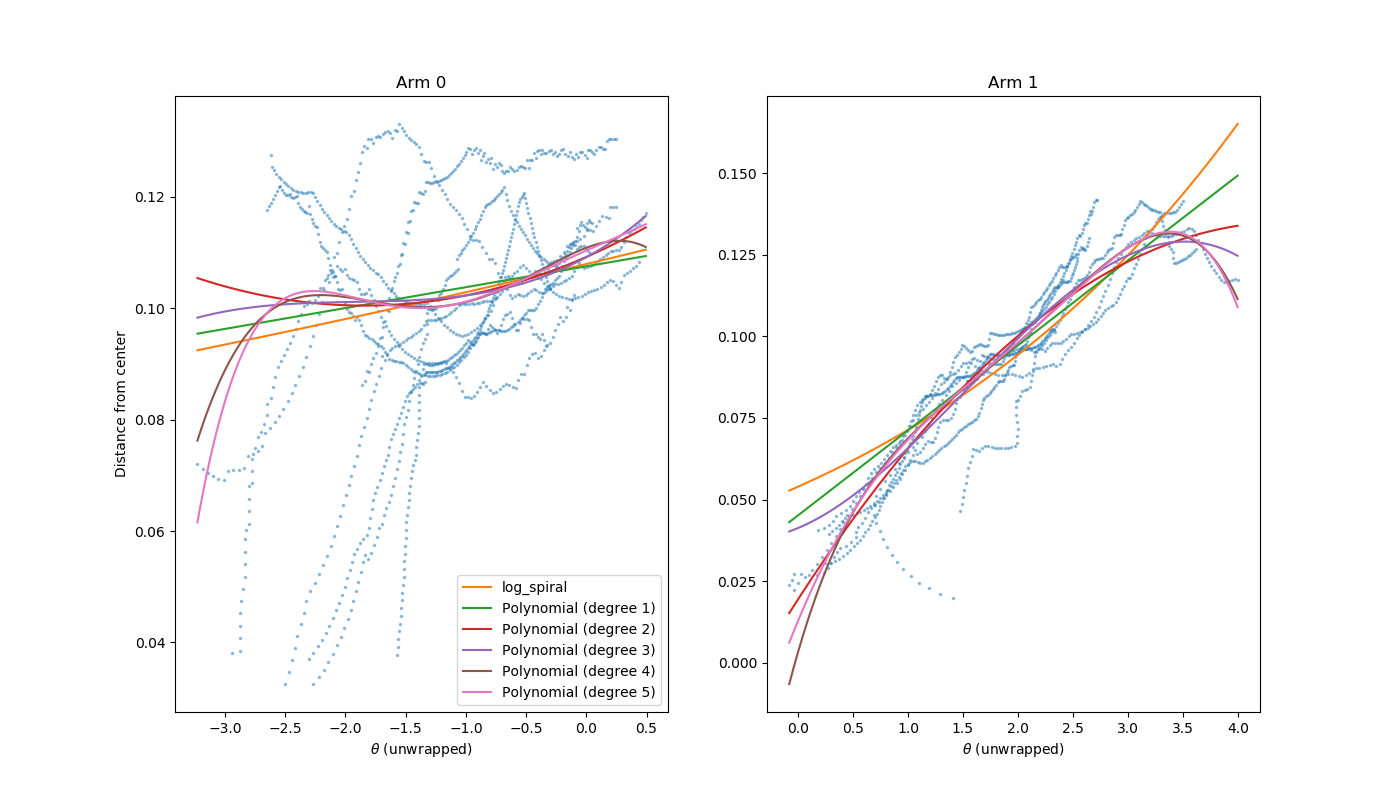 Arm 0
Distance from center
0.12
0.10
0.08
0.06
0.04
−3.0 −2.5 −2.0 −1.5 −1.0 −0.5 0.0 0.5
θ (unwrapped)
log_spiral
Polynomial (degree 1)
Polynomial (degree 2)
Polynomial (degree 3)
Polynomial (degree 4)
Polynomial (degree 5)
Arm 1
0.150
0.125
0.100
0.075
0.050
0.025
0.000
0.0 0.5 1.0 1.5 2.0 2.5 3.0 3.5 4.0
θ (unwrapped)